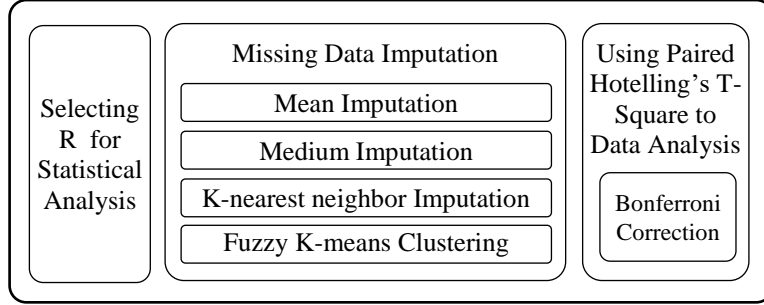 Selecting
R for
Statistical
Analysis
Missing Data Imputation
Mean Imputation
Medium Imputation
K-nearest neighbor Imputation
Fuzzy K-means Clustering
Using Paired
Hotelling's T-
Square to
Data Analysis
Bonferroni
Correction